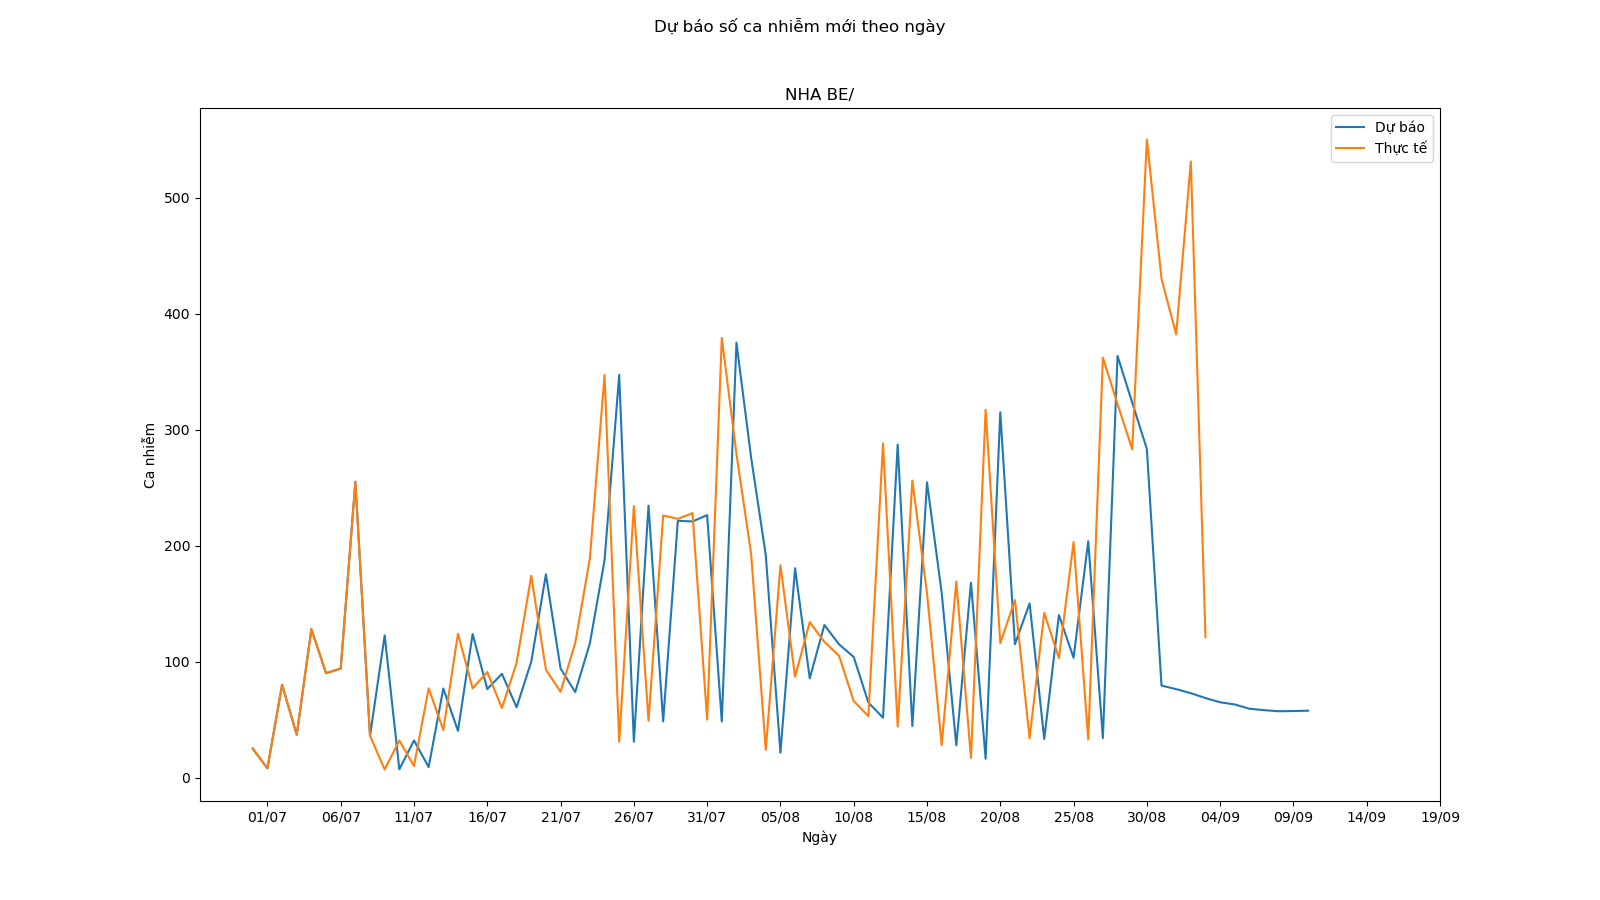 Dự báo số ca nhiễm mới theo ngày
NHA BE/
Dự báo
Thực tế
500
400
300
200
100
0
Ca nhiễm
01/07 06/07 11/07 16/07 21/07 26/07 31/07 05/08 10/08 15/08 20/08 25/08 30/08 04/09 09/09 14/09 19/09
Ngày